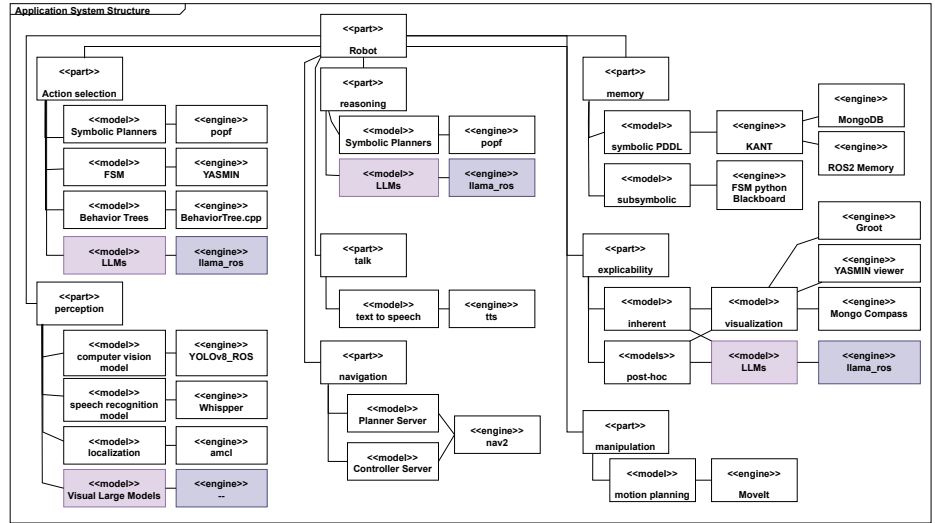 Application System Structure
<<part>>
Robot
<<part>>
Action selection
<<model>>
Symbolic Planners
<<engine>>
popf
<<model>>
FSM
<<engine>>
YASMIN
<<model>>
Behavior Trees
<<engine>>
BehaviorTree.cpp
<<model>>
LLMs
<<engine>>
llama_ros
<<part>>
perception
<<model>>
computer vision
model
<<engine>>
YOLOv8_ROS
<<model>>
speech recognition
model
<<engine>>
Whispper
<<model>>
localization
<<engine>>
amcl
<<model>>
Visual Large Models
<<engine>>
--
<<part>>
reasoning
<<model>>
Symbolic Planners
<<engine>>
popf
<<model>>
LLMs
<<engine>>
llama_ros
<<part>>
talk
<<model>>
text to speech
<<engine>>
tts
<<part>>
navigation
<<model>>
Planner Server
<<model>>
Controller Server
<<engine>>
nav2
<<part>>
memory
<<model>>
symbolic PDDL
<<engine>>
KANT
<<engine>>
MongoDB
<<engine>>
ROS2 Memory
<<model>>
subsymbolic
<<engine>>
FSM python
Blackboard
<<part>>
explicability
<<model>>
inherent
<<models>>
post-hoc
<<model>>
visualization
<<engine>>
Groot
<<engine>>
YASMIN viewer
<<engine>>
Mongo Compass
<<model>>
LLMs
<<engine>>
llama_ros
<<part>>
manipulation
<<model>>
motion planning
<<engine>>
MoveIt